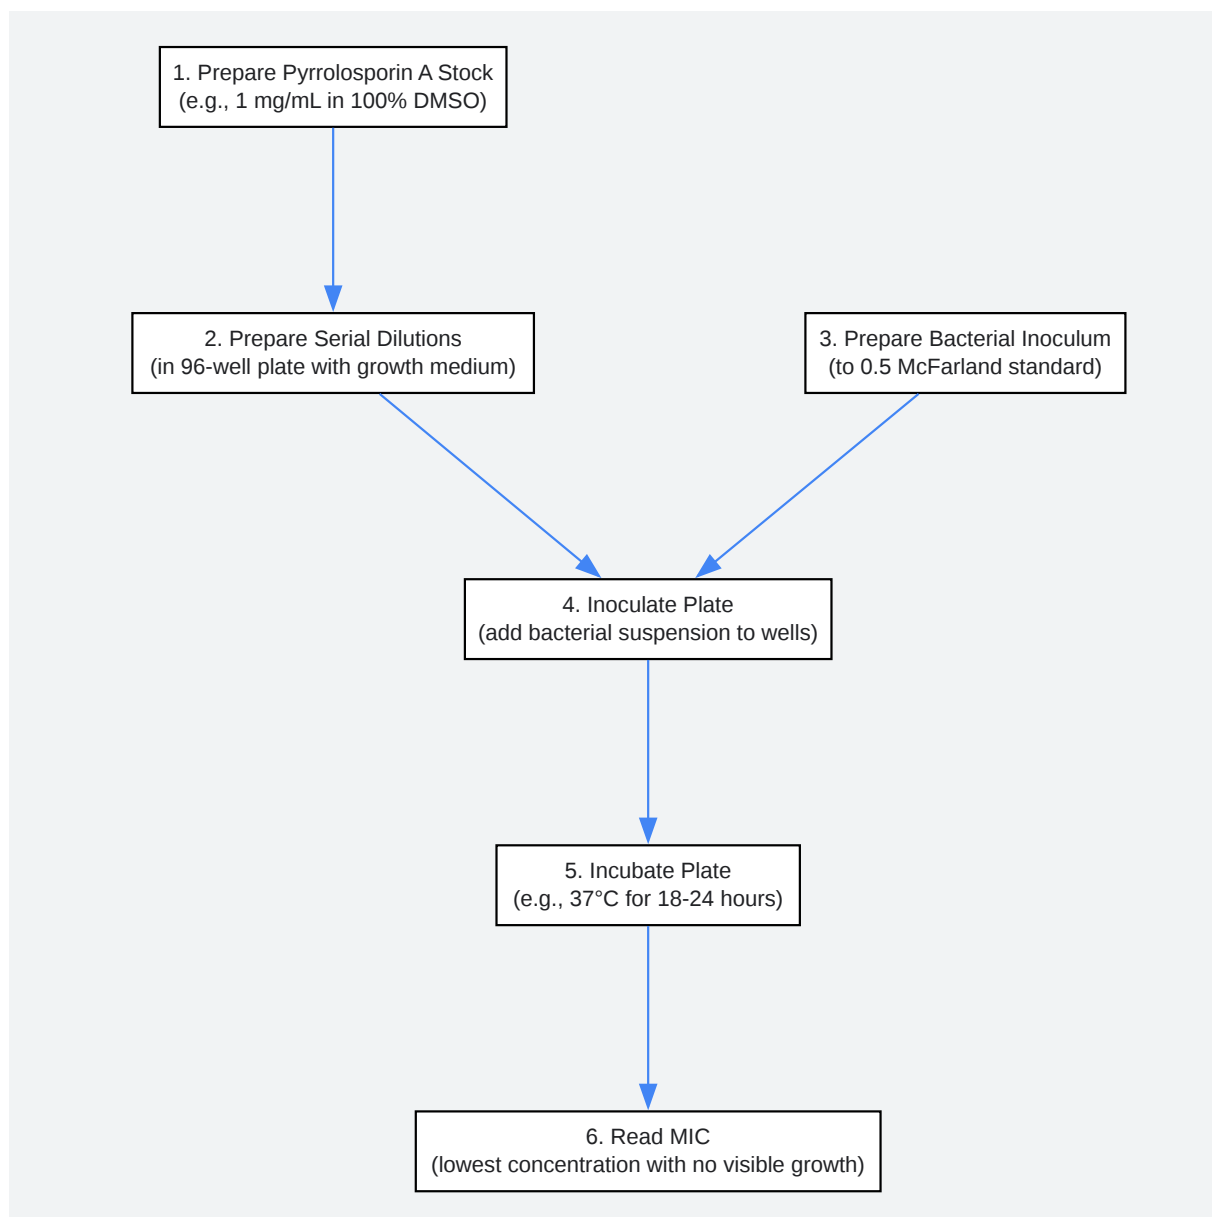 1. Prepare Pyrrolosporin A Stock
(e.g., 1 mg/mL in 100% DMSO)
2. Prepare Serial Dilutions
(in 96-well plate with growth medium)
3. Prepare Bacterial Inoculum
(to 0.5 McFarland standard)
4. Inoculate Plate
(add bacterial suspension to wells)
5. Incubate Plate
(e.g., 37°C for 18-24 hours)
6. Read MIC
(lowest concentration with no visible growth)